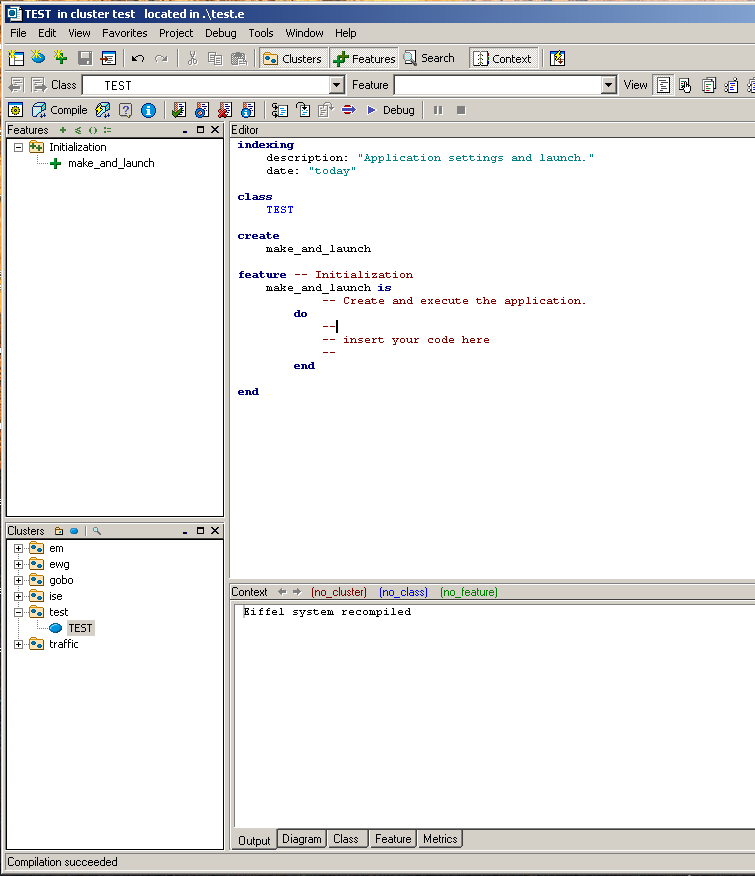 TEST in cluster test located in .\test.e
File Edit View Favorites Project Debug Tools Window Help
Clusters Features Search Context
Class TEST Feature View
Compile Debug
Features
Initialization
make_and_launch
Editor
indexing
description: "Application settings and launch."
date: "today"
class
TEST
create
make_and_launch
feature -- Initialization
make_and_launch is
-- Create and execute the application.
do
--
-- insert your code here
--
end
end
Clusters
em
ewg
gobo
ise
test
TEST
traffic
Context (no_cluster) (no_class) (no_feature)
Eiffel system recompiled
Output Diagram Class Feature Metrics
Compilation succeeded